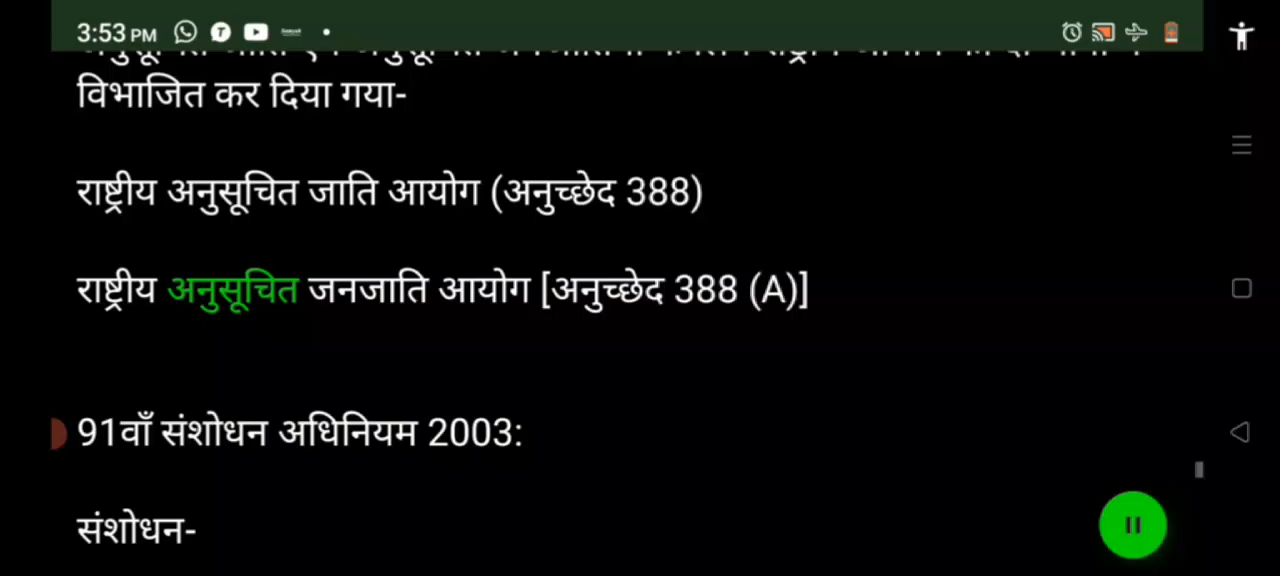 3:53 PM
विभाजित कर दिया गया-
राष्ट्रीय अनुसूचित जाति आयोग (अनुच्छेद 388)
राष्ट्रीय अनुसूचित जनजाति आयोग [अनुच्छेद 388 (A)]
91वाँ संशोधन अधिनियम 2003:
संशोधन-